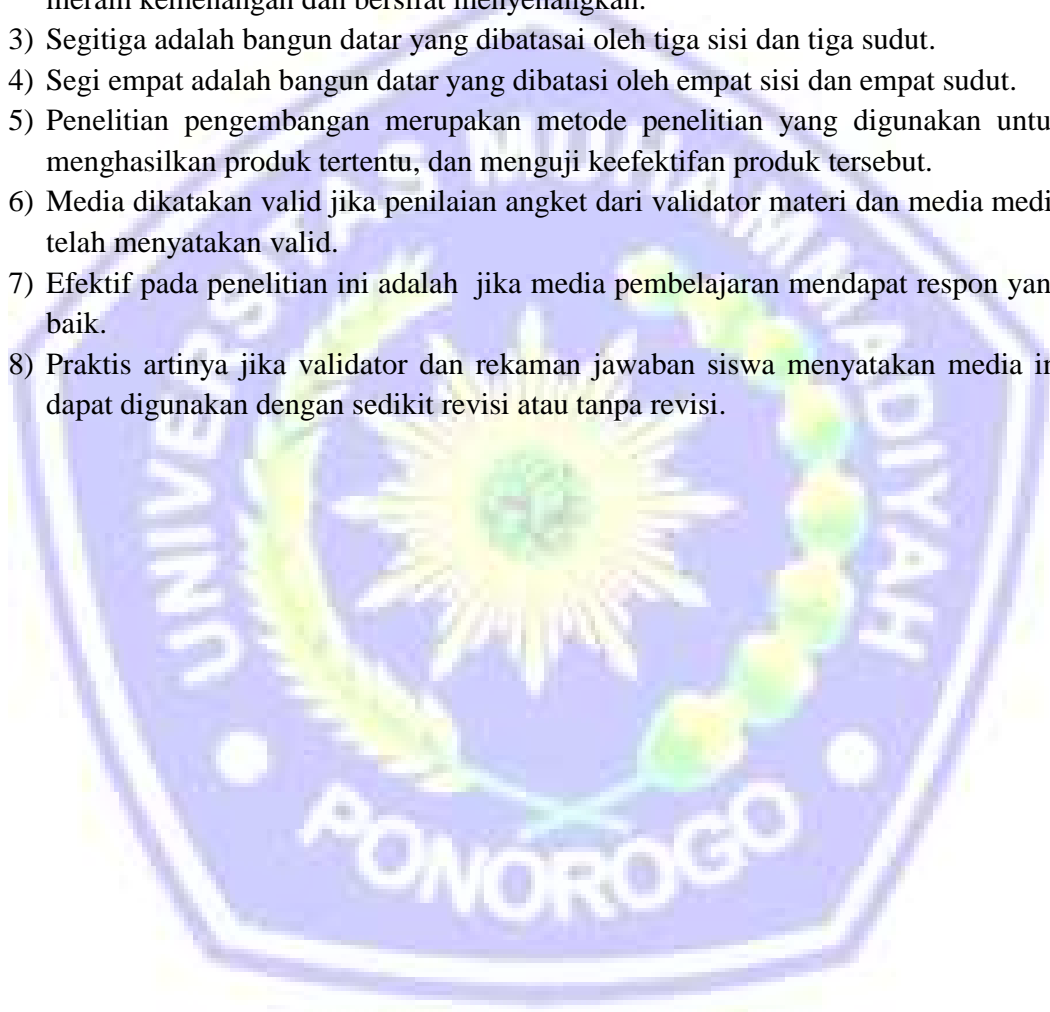 meraih kemenangan dan bersifat menyenangkan.
3) Segitiga adalah bangun datar yang dibatasai oleh tiga sisi dan tiga sudut.
4) Segi empat adalah bangun datar yang dibatasi oleh empat sisi dan empat sudut.
5) Penelitian pengembangan merupakan metode penelitian yang digunakan untu
menghasilkan produk tertentu, dan menguji keefektifan produk tersebut.
6) Media dikatakan valid jika penilaian angket dari validator materi dan media medi
telah menyatakan valid.
7) Efektif pada penelitian ini adalah jika media pembelajaran mendapat respon yan
baik.
8) Praktis artinya jika validator dan rekaman jawaban siswa menyatakan media in
dapat digunakan dengan sedikit revisi atau tanpa revisi.
UNIVERSITAS MUHAMMADIYAH
PONOROGO